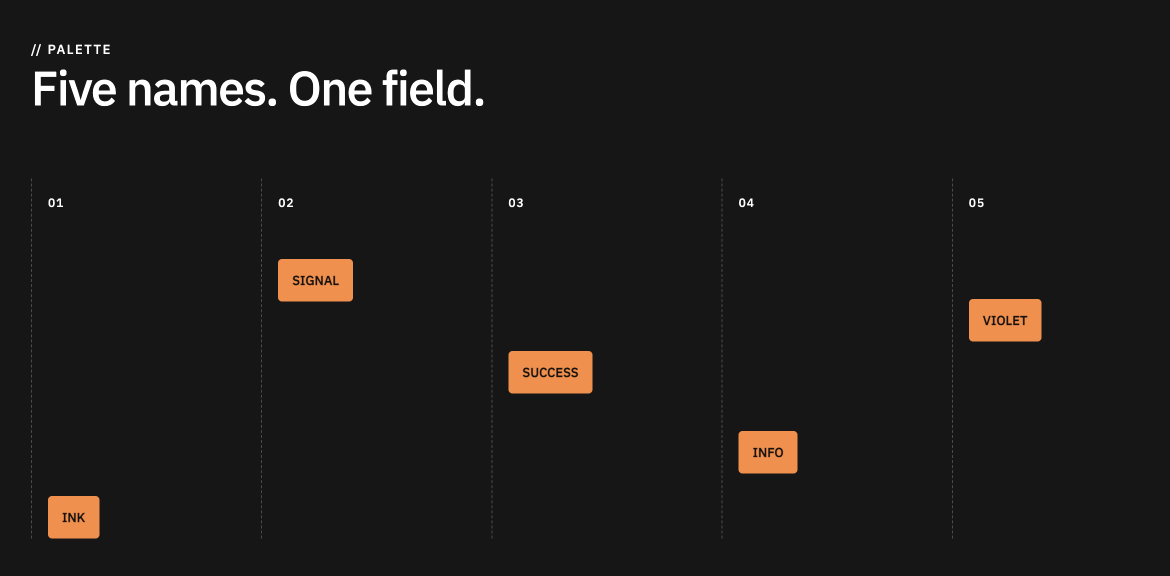 // PALETTE
Five names. One field.
01
02
03
04
05
SIGNAL
VIOLET
SUCCESS
INFO
INK